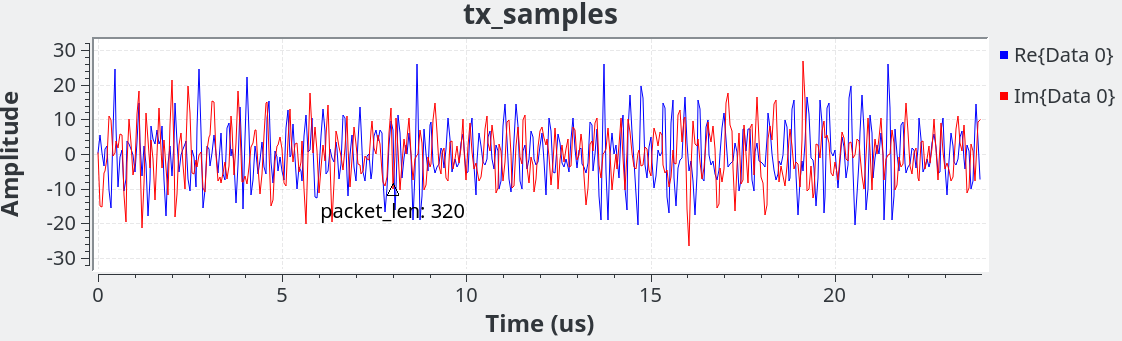 tx_samples
Re{Data 0}
Im{Data 0}
Amplitude
30
20
10
0
-10
-20
-30
packet_len: 320
0 5 10 15 20
Time (us)